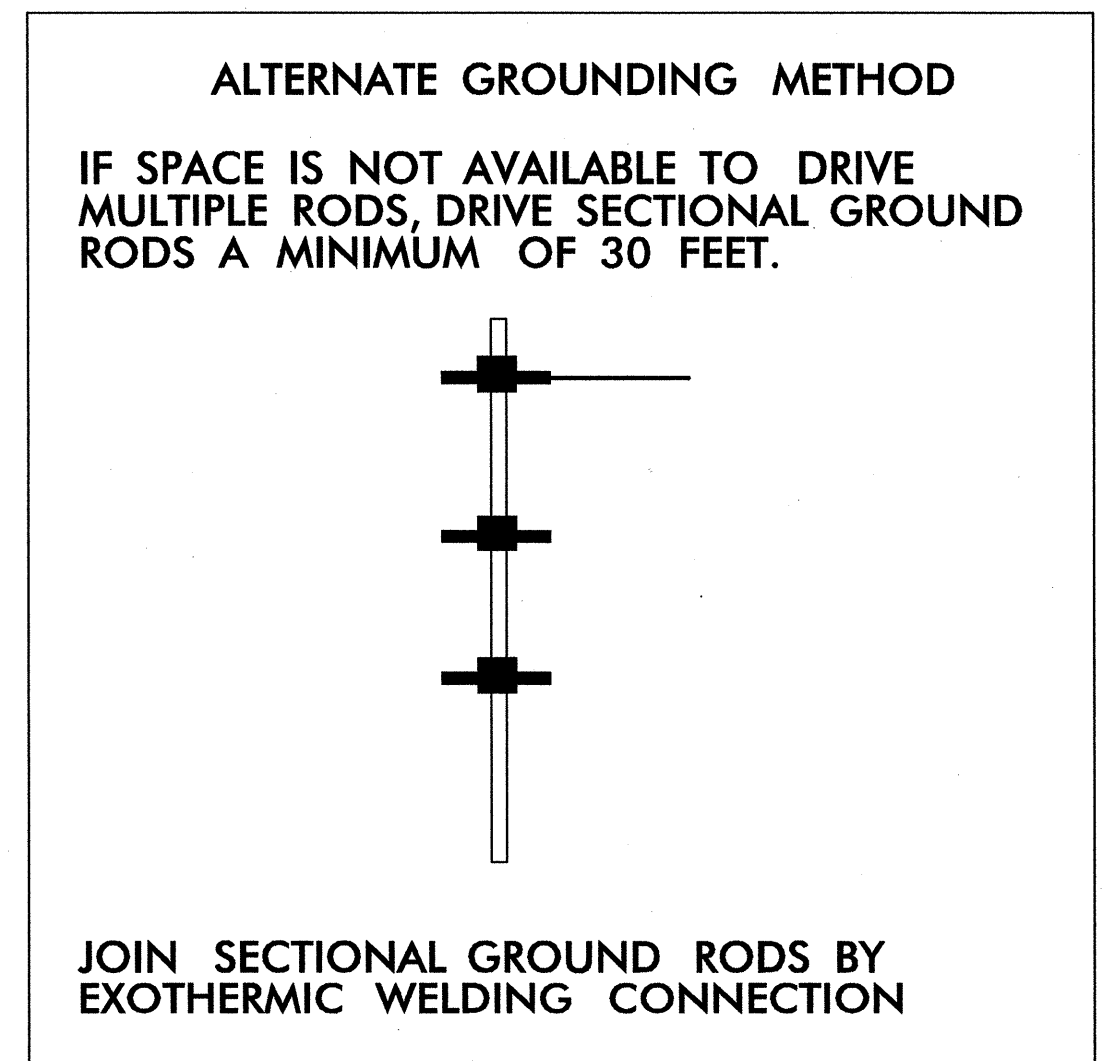 ALTERNATE GROUNDING METHOD
IF SPACE IS NOT AVAILABLE TO DRIVE
MULTIPLE RODS, DRIVE SECTIONAL GROUND
RODS A MINIMUM OF 30 FEET.
JOIN SECTIONAL GROUND RODS BY
EXOTHERMIC WELDING CONNECTION